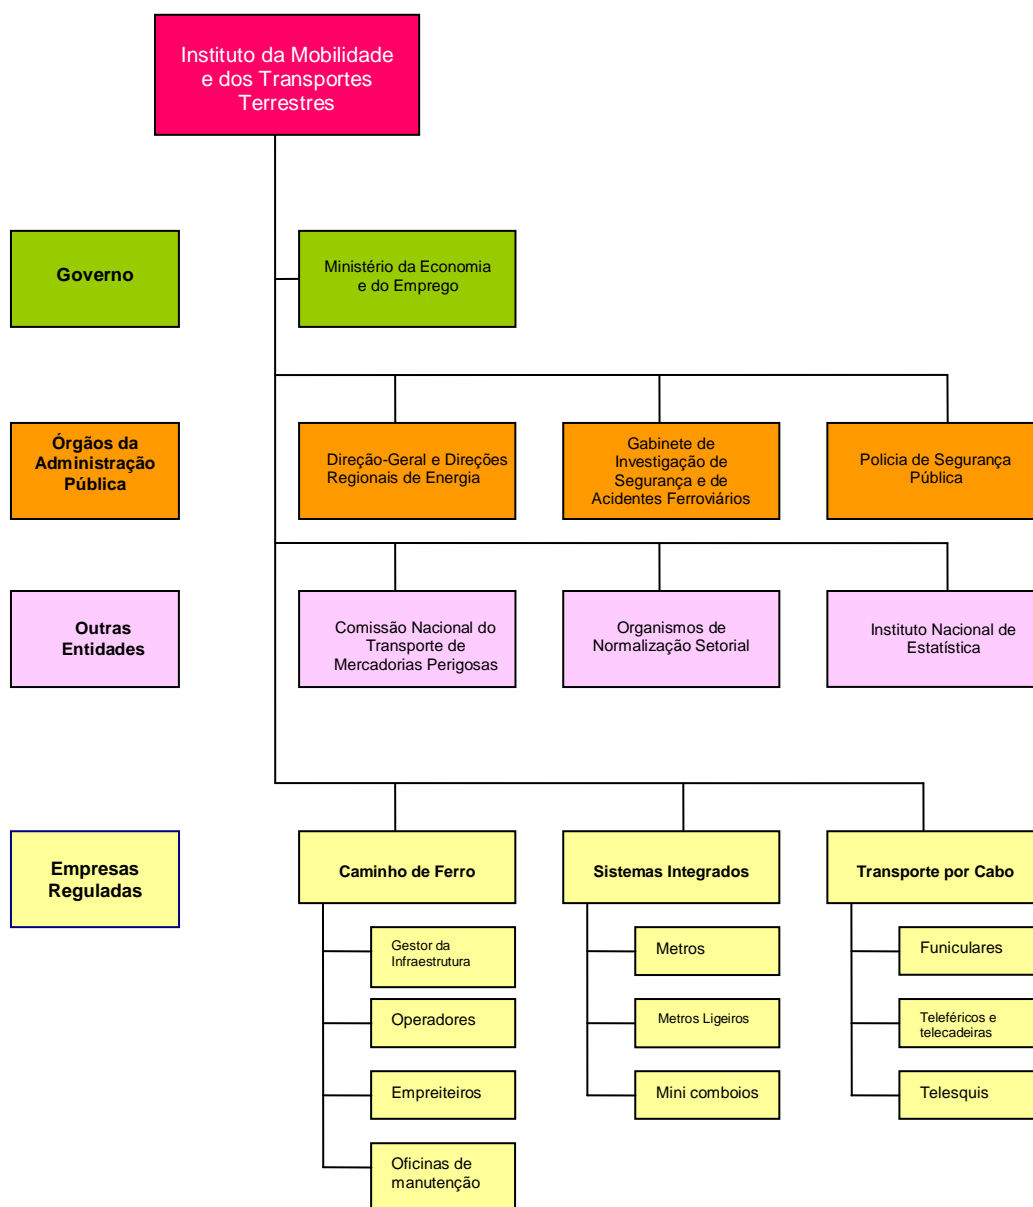 Instituto da Mobilidade
e dos Transportes
Terrestres
Governo
Ministério da Economia
e do Emprego
Órgãos da
Administração
Pública
Direção-Geral e Direções
Regionais de Energia
Gabinete de
Investigação de
Segurança e de
Acidentes Ferroviários
Policia de Segurança
Pública
Outras
Entidades
Comissão Nacional do
Transporte de
Mercadorias Perigosas
Organismos de
Normalização Setorial
Instituto Nacional de
Estatística
Empresas
Reguladas
Caminho de Ferro
Sistemas Integrados
Transporte por Cabo
Gestor da
Infraestrutura
Metros
Funiculares
Operadores
Metros Ligeiros
Teleféricos e
telecadeiras
Empreiteiros
Mini comboios
Telesquis
Oficinas de
manutenção